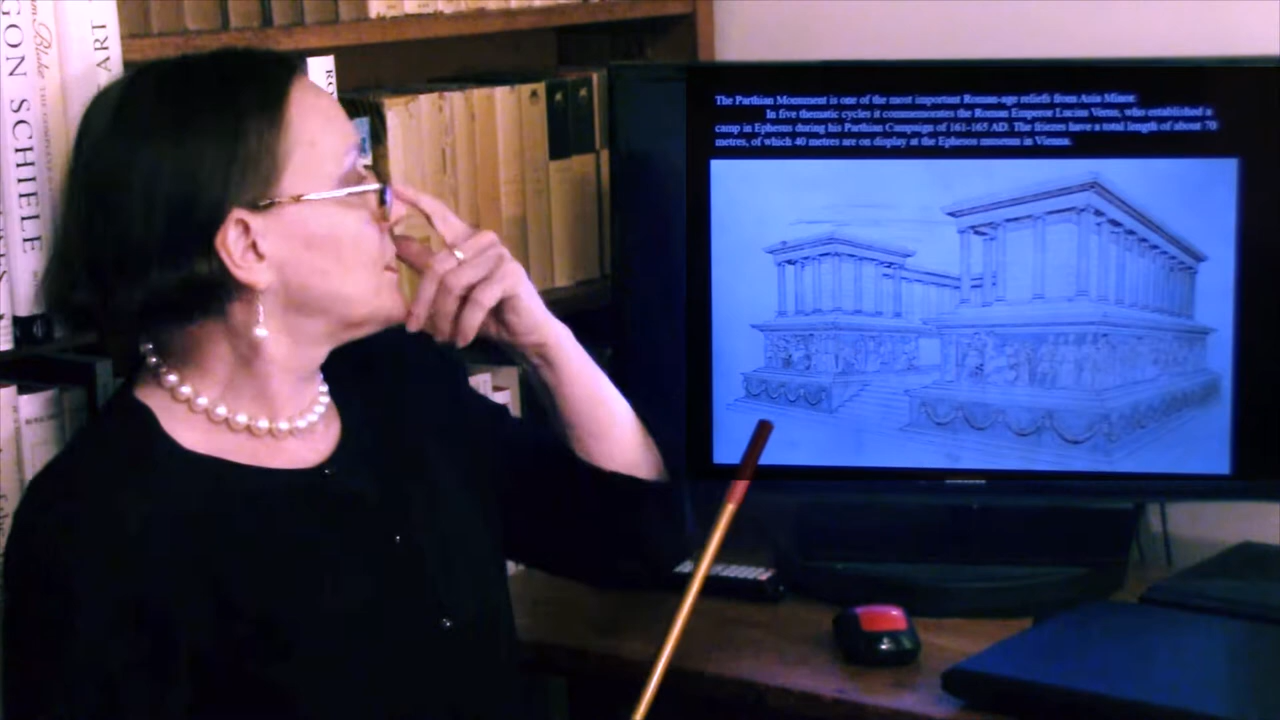 GON SCHIELE
Blake
ART
RO
The Parthian Monument is one of the most important Roman-age reliefs from Asia Minor.
In five thematic cycles it commemorates the Roman Emperor Lucius Verus, who established a
camp in Ephesus during his Parthian Campaign of 161-165 AD. The friezes have a total length of about 70
metres, of which 40 metres are on display at the Ephesos museum in Vienna.